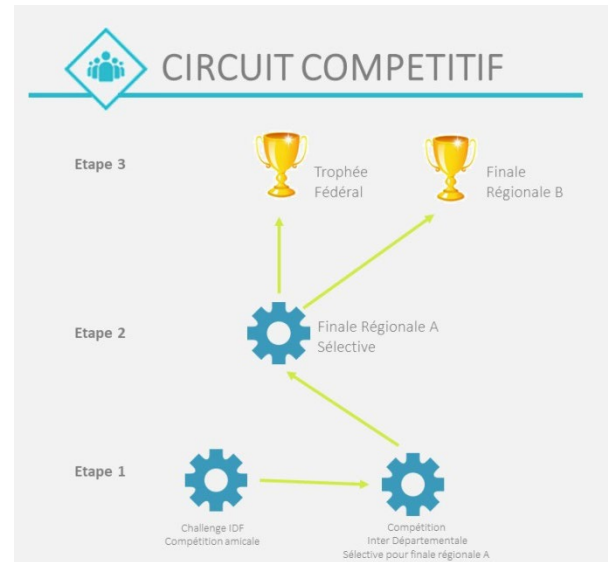 CIRCUIT COMPETITIF
Etape 3
Trophée
Fédéral
Finale
Régionale B
Etape 2
Finale Régionale A
Sélective
Etape 1
Challenge IDF
Compétition amicale
Compétition
Inter Départementale
Sélective pour finale régionale A